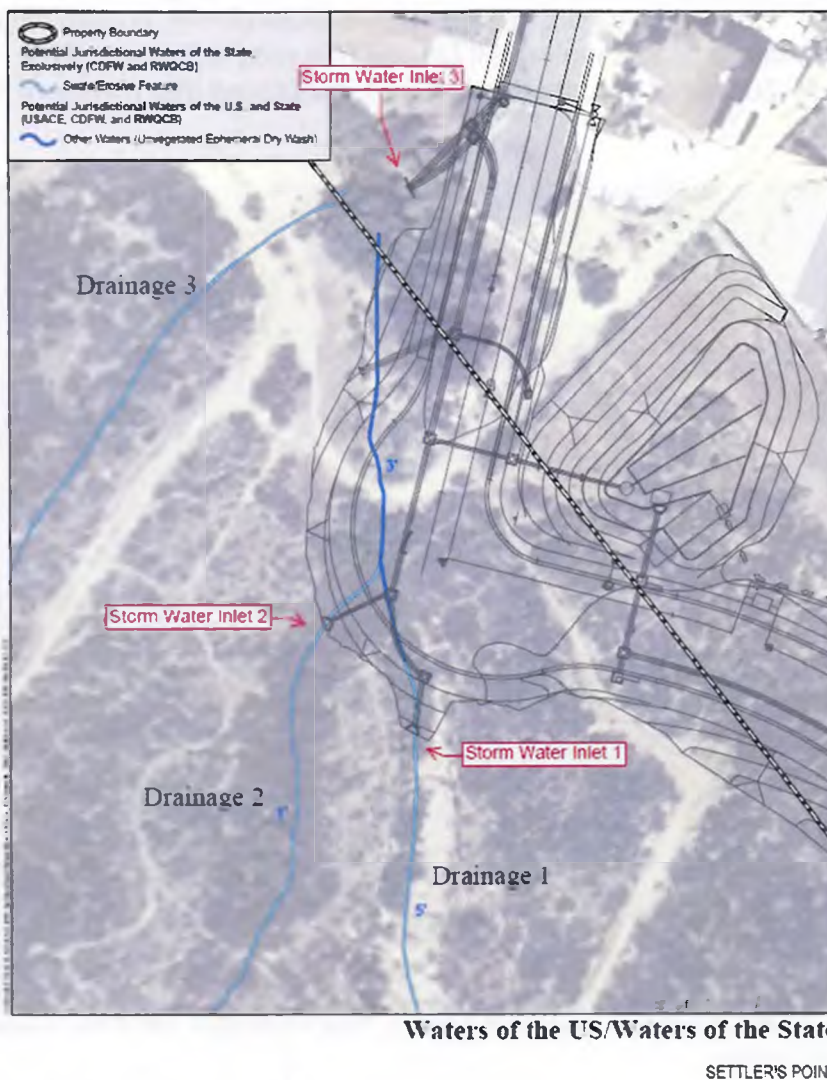 Property Boundary
Potential Jurisdictional Waters of the State,
Exclusively (CDFW and RWQCB)
Swale/Erosive Feature
Potential Jurisdictional Waters of the U.S. and State
(USACE, CDFW, and RWQCB)
Other Waters (Unvegetated Ephemeral Dry Wash)
Storm Water Inlet 3
Drainage 3
3'
Storm Water Inlet 2
Storm Water Inlet 1
Drainage 2
1'
Drainage 1
5'
Waters of the US/Waters of the State
SETTLER'S POIN